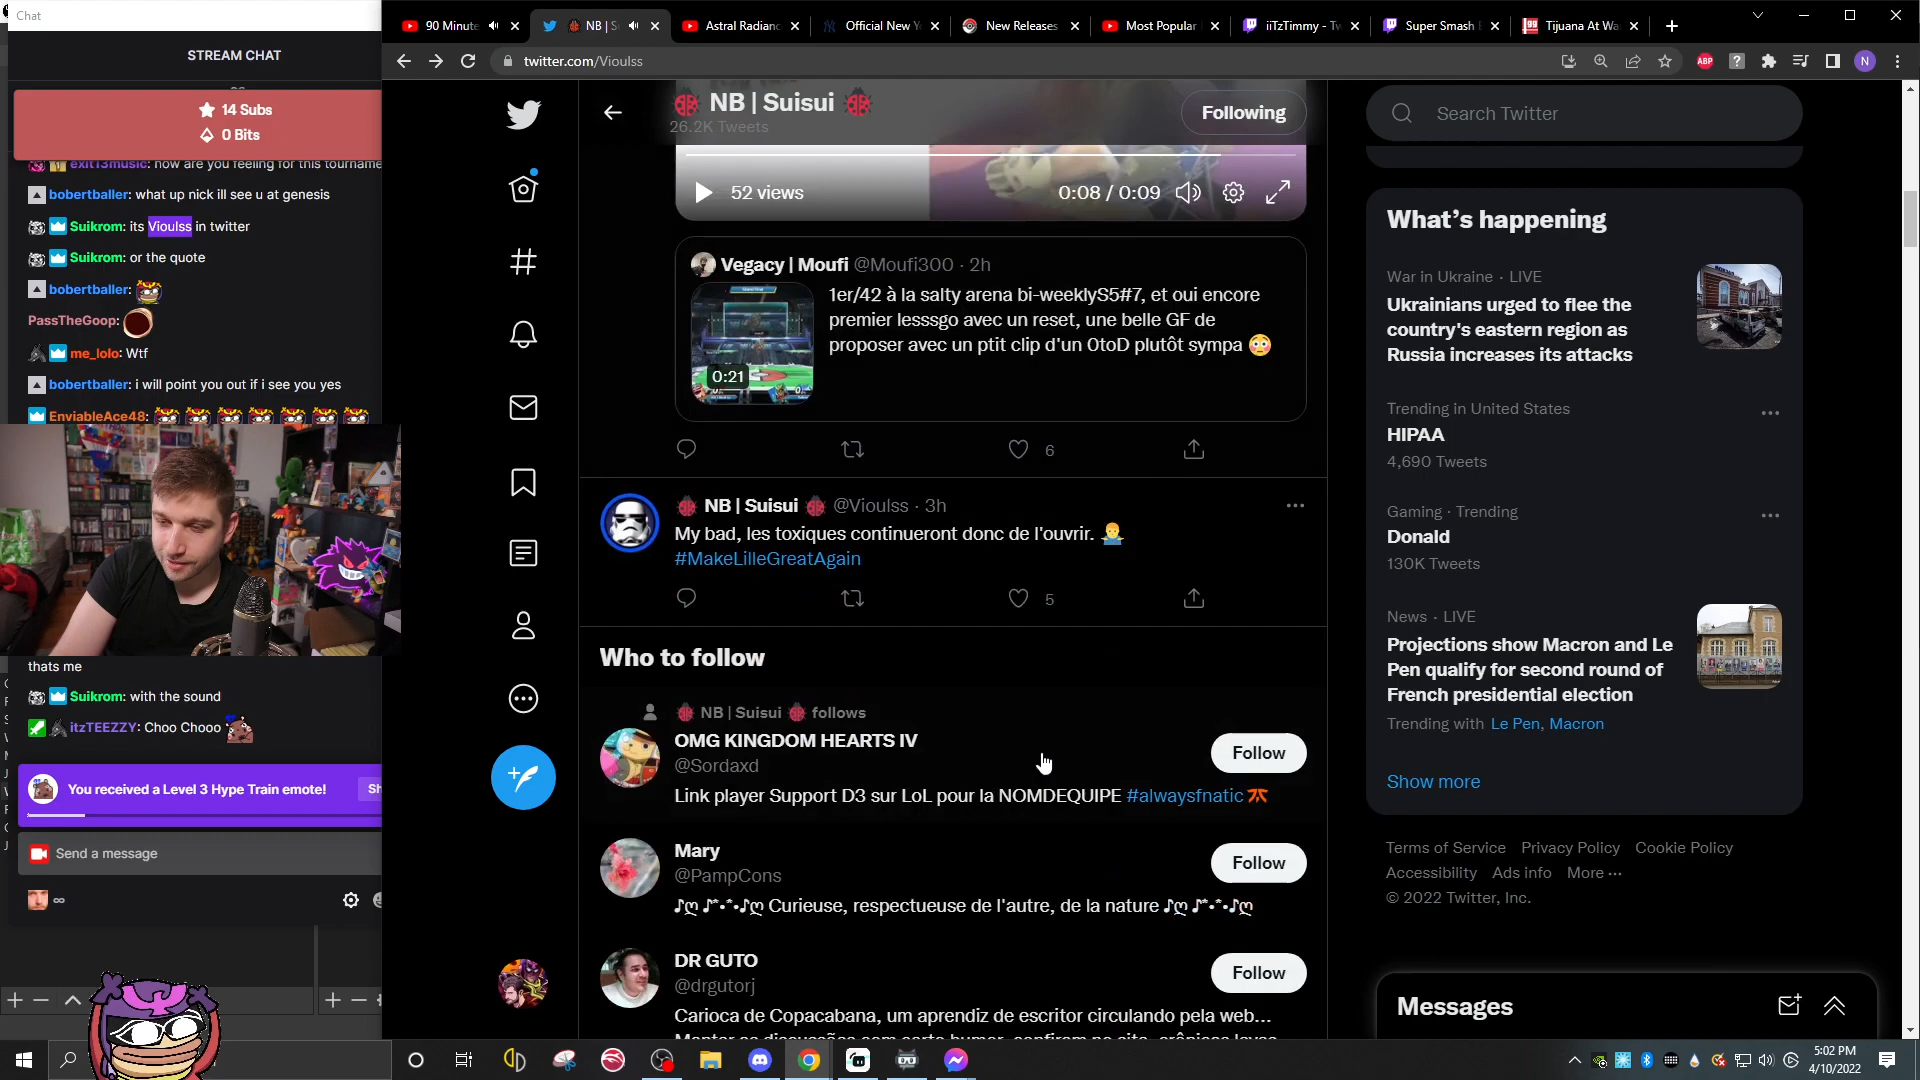 Chat
STREAM CHAT
14 Subs
0 Bits
exit13music: how are you feeling for this tourname
bobertballer: what up nick ill see u at genesis
Suikrom: its Vioulss in twitter
Suikrom: or the quote
bobertballer:
PassTheGoop:
me_lolo: Wtf
bobertballer: i will point you out if i see you yes
EnviableAce48:
thats me
Suikrom: with the sound
itzTEEZZY: Choo Chooo
You received a Level 3 Hype Train emote!
Send a message
90 Minute
NB | S
Astral Radianc
Official New Y
New Releases
Most Popular
iiTzTimmy - Tw
Super Smash B
Tijuana At Wa
twitter.com/Vioulss
ABP
N
NB | Suisui
26.2K Tweets
Following
52 views
0:08 / 0:09
Vegacy | Moufi @Moufi300 · 2h
1er/42 à la salty arena bi-weeklyS5#7, et oui encore
premier lesssgo avec un reset, une belle GF de
proposer avec un ptit clip d'un 0toD plutôt sympa 😳
0:21
6
NB | Suisui @Vioulss · 3h
My bad, les toxiques continueront donc de l'ouvrir.
#MakeLilleGreatAgain
5
Who to follow
NB | Suisui follows
OMG KINGDOM HEARTS IV
@Sordaxd
Follow
Link player Support D3 sur LoL pour la NOMDEQUIPE #alwaysfnatic
Mary
@PampCons
Follow
♪ღ ♪*•.•*•♪ღ Curieuse, respectueuse de l'autre, de la nature ♪ღ ♪*•.•*•♪ღ
DR GUTO
@drgutorj
Follow
Carioca de Copacabana, um aprendiz de escritor circulando pela web...
Search Twitter
What's happening
War in Ukraine · LIVE
Ukrainians urged to flee the
country's eastern region as
Russia increases its attacks
Trending in United States
HIPAA
4,690 Tweets
Gaming · Trending
Donald
130K Tweets
News · LIVE
Projections show Macron and Le
Pen qualify for second round of
French presidential election
Trending with Le Pen, Macron
Show more
Terms of Service Privacy Policy Cookie Policy
Accessibility Ads info More ···
© 2022 Twitter, Inc.
Messages
5:02 PM
4/10/2022